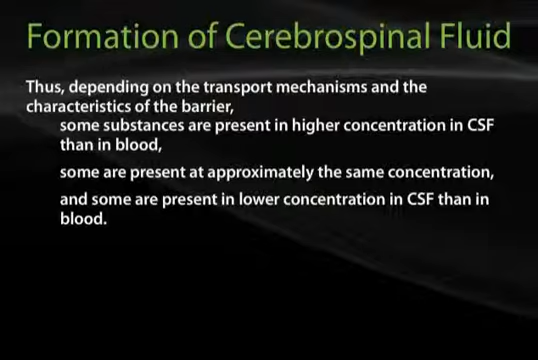 Formation of Cerebrospinal Fluid
Thus, depending on the transport mechanisms and the
characteristics of the barrier,
some substances are present in higher concentration in CSF
than in blood,
some are present at approximately the same concentration,
and some are present in lower concentration in CSF than in
blood.